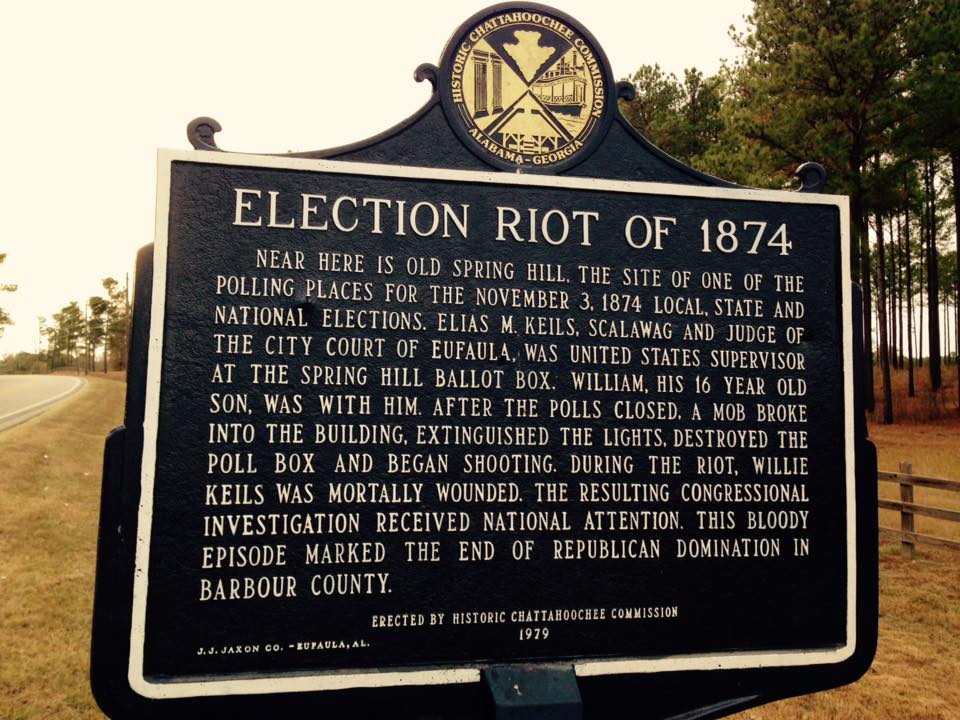 HISTORIC CHATTAHOOCHEE COMMISSION
ALABAMA-GEORGIA
ELECTION RIOT OF 1874
NEAR HERE IS OLD SPRING HILL, THE SITE OF ONE OF THE
POLLING PLACES FOR THE NOVEMBER 3, 1874 LOCAL, STATE AND
NATIONAL ELECTIONS. ELIAS M. KEILS, SCALAWAG AND JUDGE OF
THE CITY COURT OF EUFAULA, WAS UNITED STATES SUPERVISOR
AT THE SPRING HILL BALLOT BOX. WILLIAM, HIS 16 YEAR OLD
SON, WAS WITH HIM. AFTER THE POLLS CLOSED, A MOB BROKE
INTO THE BUILDING, EXTINGUISHED THE LIGHTS, DESTROYED THE
POLL BOX AND BEGAN SHOOTING. DURING THE RIOT, WILLIE
KEILS WAS MORTALLY WOUNDED. THE RESULTING CONGRESSIONAL
INVESTIGATION RECEIVED NATIONAL ATTENTION. THIS BLOODY
EPISODE MARKED THE END OF REPUBLICAN DOMINATION IN
BARBOUR COUNTY.
ERECTED BY HISTORIC CHATTAHOOCHEE COMMISSION
1979
J.J. JAXON CO. - EUFAULA, AL.